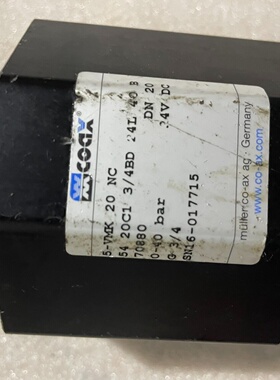 coax
müller co-ax ag · Germany
www.co-ax.com
5-VMK 20 NC
54 20C1 3/4BD 24L 40 B
70880 DN 20
0-40 bar 24V DC
G 3/4
SN16-017715